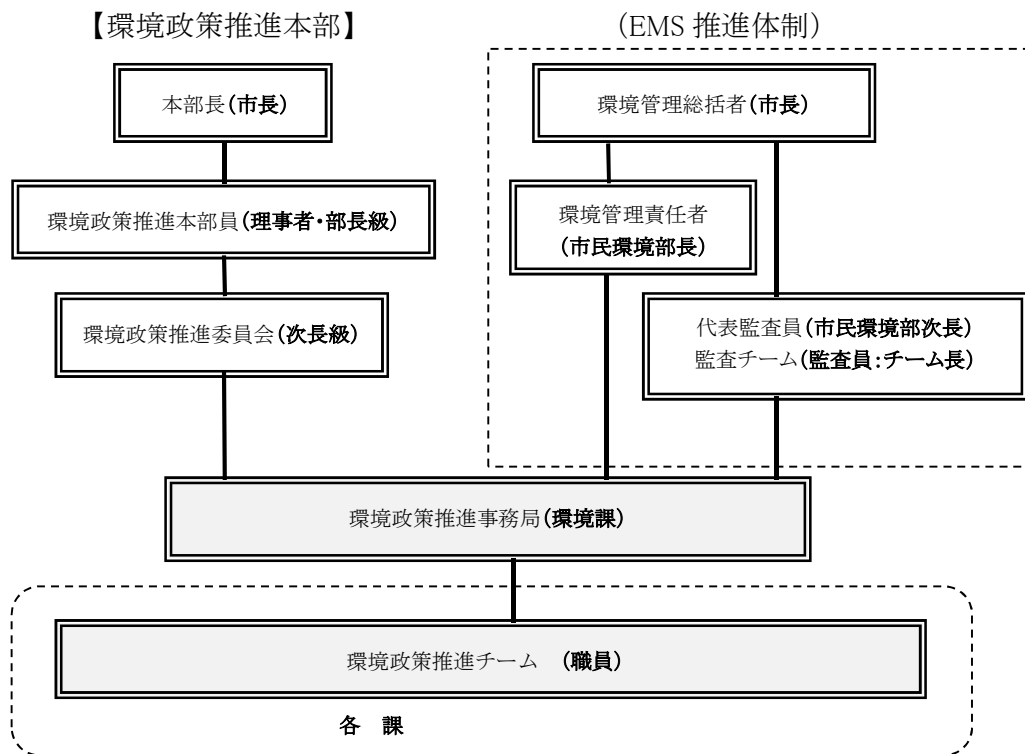 【環境政策推進本部】
（EMS 推進体制）
本部長(市長)
環境管理総括者(市長)
環境政策推進本部員(理事者・部長級)
環境管理責任者
(市民環境部長)
環境政策推進委員会(次長級)
代表監査員(市民環境部次長)
監査チーム(監査員：チーム長)
環境政策推進事務局(環境課)
環境政策推進チーム　(職員)
各　課